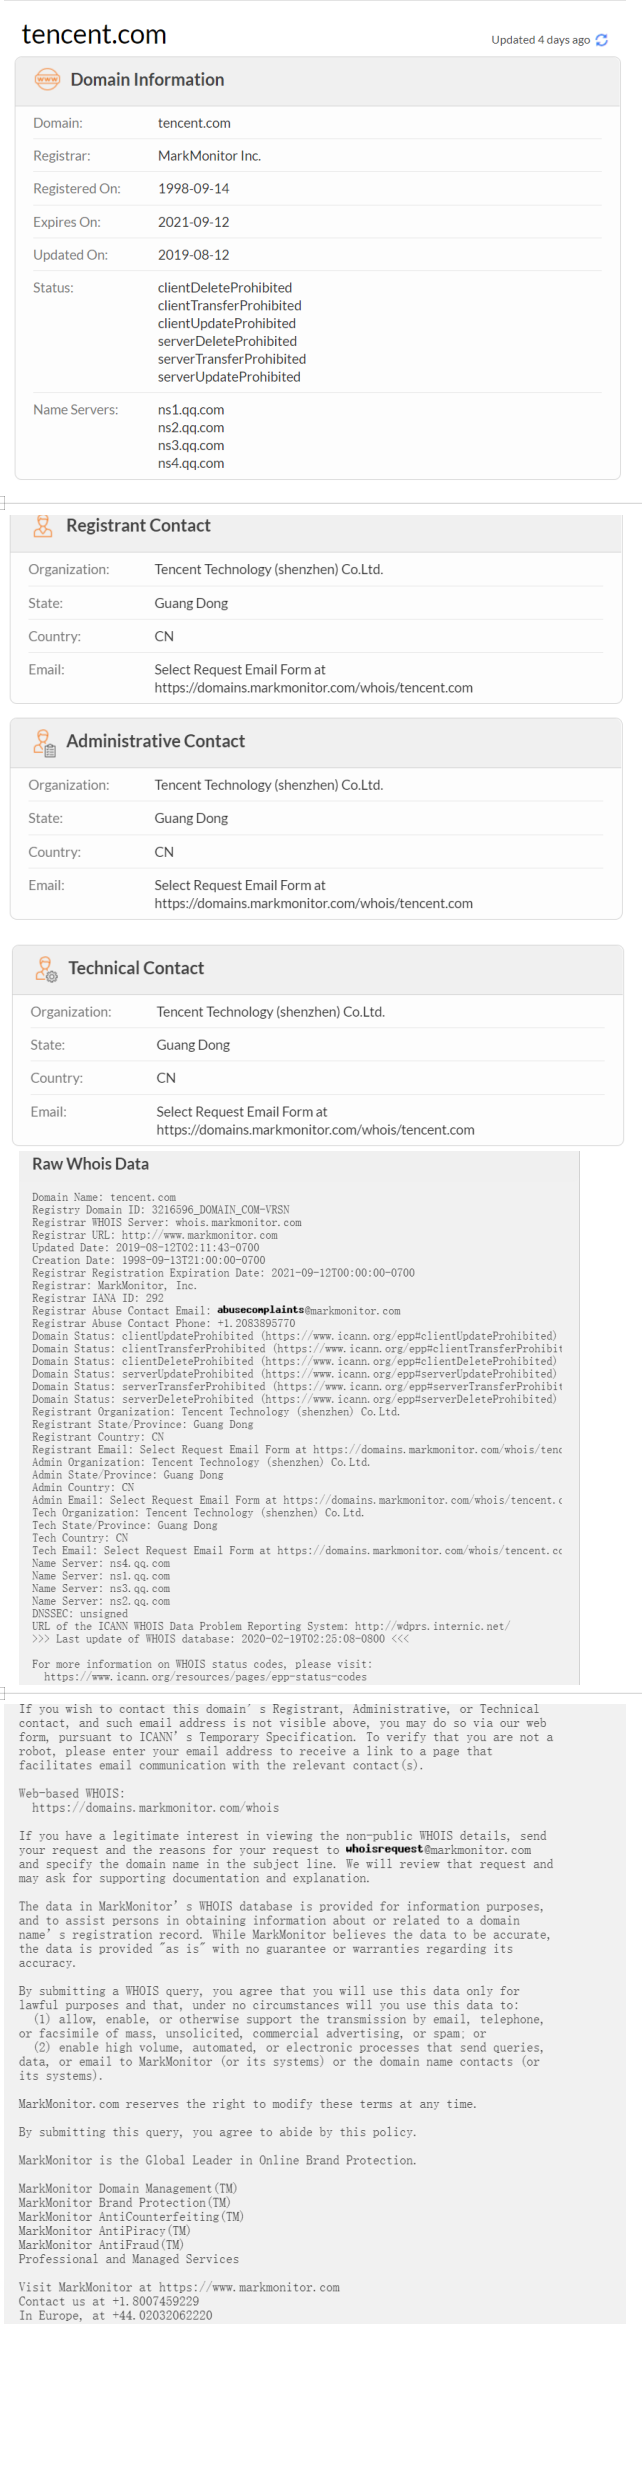 tencent.com
Updated 4 days ago
www
Domain Information
Domain: tencent.com
Registrar: MarkMonitor Inc.
Registered On: 1998-09-14
Expires On: 2021-09-12
Updated On: 2019-08-12
Status: clientDeleteProhibited
clientTransferProhibited
clientUpdateProhibited
serverDeleteProhibited
serverTransferProhibited
serverUpdateProhibited
Name Servers: ns1.qq.com
ns2.qq.com
ns3.qq.com
ns4.qq.com
Registrant Contact
Organization: Tencent Technology (shenzhen) Co.Ltd.
State: Guang Dong
Country: CN
Email: Select Request Email Form at
https://domains.markmonitor.com/whois/tencent.com
Administrative Contact
Organization: Tencent Technology (shenzhen) Co.Ltd.
State: Guang Dong
Country: CN
Email: Select Request Email Form at
https://domains.markmonitor.com/whois/tencent.com
Technical Contact
Organization: Tencent Technology (shenzhen) Co.Ltd.
State: Guang Dong
Country: CN
Email: Select Request Email Form at
https://domains.markmonitor.com/whois/tencent.com
Raw Whois Data
Domain Name: tencent.com
Registry Domain ID: 3216596_DOMAIN_COM-VRSN
Registrar WHOIS Server: whois.markmonitor.com
Registrar URL: http://www.markmonitor.com
Updated Date: 2019-08-12T02:11:43-0700
Creation Date: 1998-09-13T21:00:00-0700
Registrar Registration Expiration Date: 2021-09-12T00:00:00-0700
Registrar: MarkMonitor, Inc.
Registrar IANA ID: 292
Registrar Abuse Contact Email: abusecomplaints@markmonitor.com
Registrar Abuse Contact Phone: +1.2083895770
Domain Status: clientUpdateProhibited (https://www.icann.org/epp#clientUpdateProhibited)
Domain Status: clientTransferProhibited (https://www.icann.org/epp#clientTransferProhibit
Domain Status: clientDeleteProhibited (https://www.icann.org/epp#clientDeleteProhibited)
Domain Status: serverUpdateProhibited (https://www.icann.org/epp#serverUpdateProhibited)
Domain Status: serverTransferProhibited (https://www.icann.org/epp#serverTransferProhibit
Domain Status: serverDeleteProhibited (https://www.icann.org/epp#serverDeleteProhibited)
Registrant Organization: Tencent Technology (shenzhen) Co.Ltd.
Registrant State/Province: Guang Dong
Registrant Country: CN
Registrant Email: Select Request Email Form at https://domains.markmonitor.com/whois/tenc
Admin Organization: Tencent Technology (shenzhen) Co.Ltd.
Admin State/Province: Guang Dong
Admin Country: CN
Admin Email: Select Request Email Form at https://domains.markmonitor.com/whois/tencent.c
Tech Organization: Tencent Technology (shenzhen) Co.Ltd.
Tech State/Province: Guang Dong
Tech Country: CN
Tech Email: Select Request Email Form at https://domains.markmonitor.com/whois/tencent.cc
Name Server: ns4.qq.com
Name Server: ns1.qq.com
Name Server: ns3.qq.com
Name Server: ns2.qq.com
DNSSEC: unsigned
URL of the ICANN WHOIS Data Problem Reporting System: http://wdprs.internic.net/
>>> Last update of WHOIS database: 2020-02-19T02:25:08-0800 <<<
For more information on WHOIS status codes, please visit:
https://www.icann.org/resources/pages/epp-status-codes
If you wish to contact this domain's Registrant, Administrative, or Technical
contact, and such email address is not visible above, you may do so via our web
form, pursuant to ICANN's Temporary Specification. To verify that you are not a
robot, please enter your email address to receive a link to a page that
facilitates email communication with the relevant contact(s).
Web-based WHOIS:
https://domains.markmonitor.com/whois
If you have a legitimate interest in viewing the non-public WHOIS details, send
your request and the reasons for your request to whoisrequest@markmonitor.com
and specify the domain name in the subject line. We will review that request and
may ask for supporting documentation and explanation.
The data in MarkMonitor's WHOIS database is provided for information purposes,
and to assist persons in obtaining information about or related to a domain
name's registration record. While MarkMonitor believes the data to be accurate,
the data is provided "as is" with no guarantee or warranties regarding its
accuracy.
By submitting a WHOIS query, you agree that you will use this data only for
lawful purposes and that, under no circumstances will you use this data to:
(1) allow, enable, or otherwise support the transmission by email, telephone,
or facsimile of mass, unsolicited, commercial advertising, or spam; or
(2) enable high volume, automated, or electronic processes that send queries,
data, or email to MarkMonitor (or its systems) or the domain name contacts (or
its systems).
MarkMonitor.com reserves the right to modify these terms at any time.
By submitting this query, you agree to abide by this policy.
MarkMonitor is the Global Leader in Online Brand Protection.
MarkMonitor Domain Management(TM)
MarkMonitor Brand Protection(TM)
MarkMonitor AntiCounterfeiting(TM)
MarkMonitor AntiPiracy(TM)
MarkMonitor AntiFraud(TM)
Professional and Managed Services
Visit MarkMonitor at https://www.markmonitor.com
Contact us at +1.8007459229
In Europe, at +44.02032062220